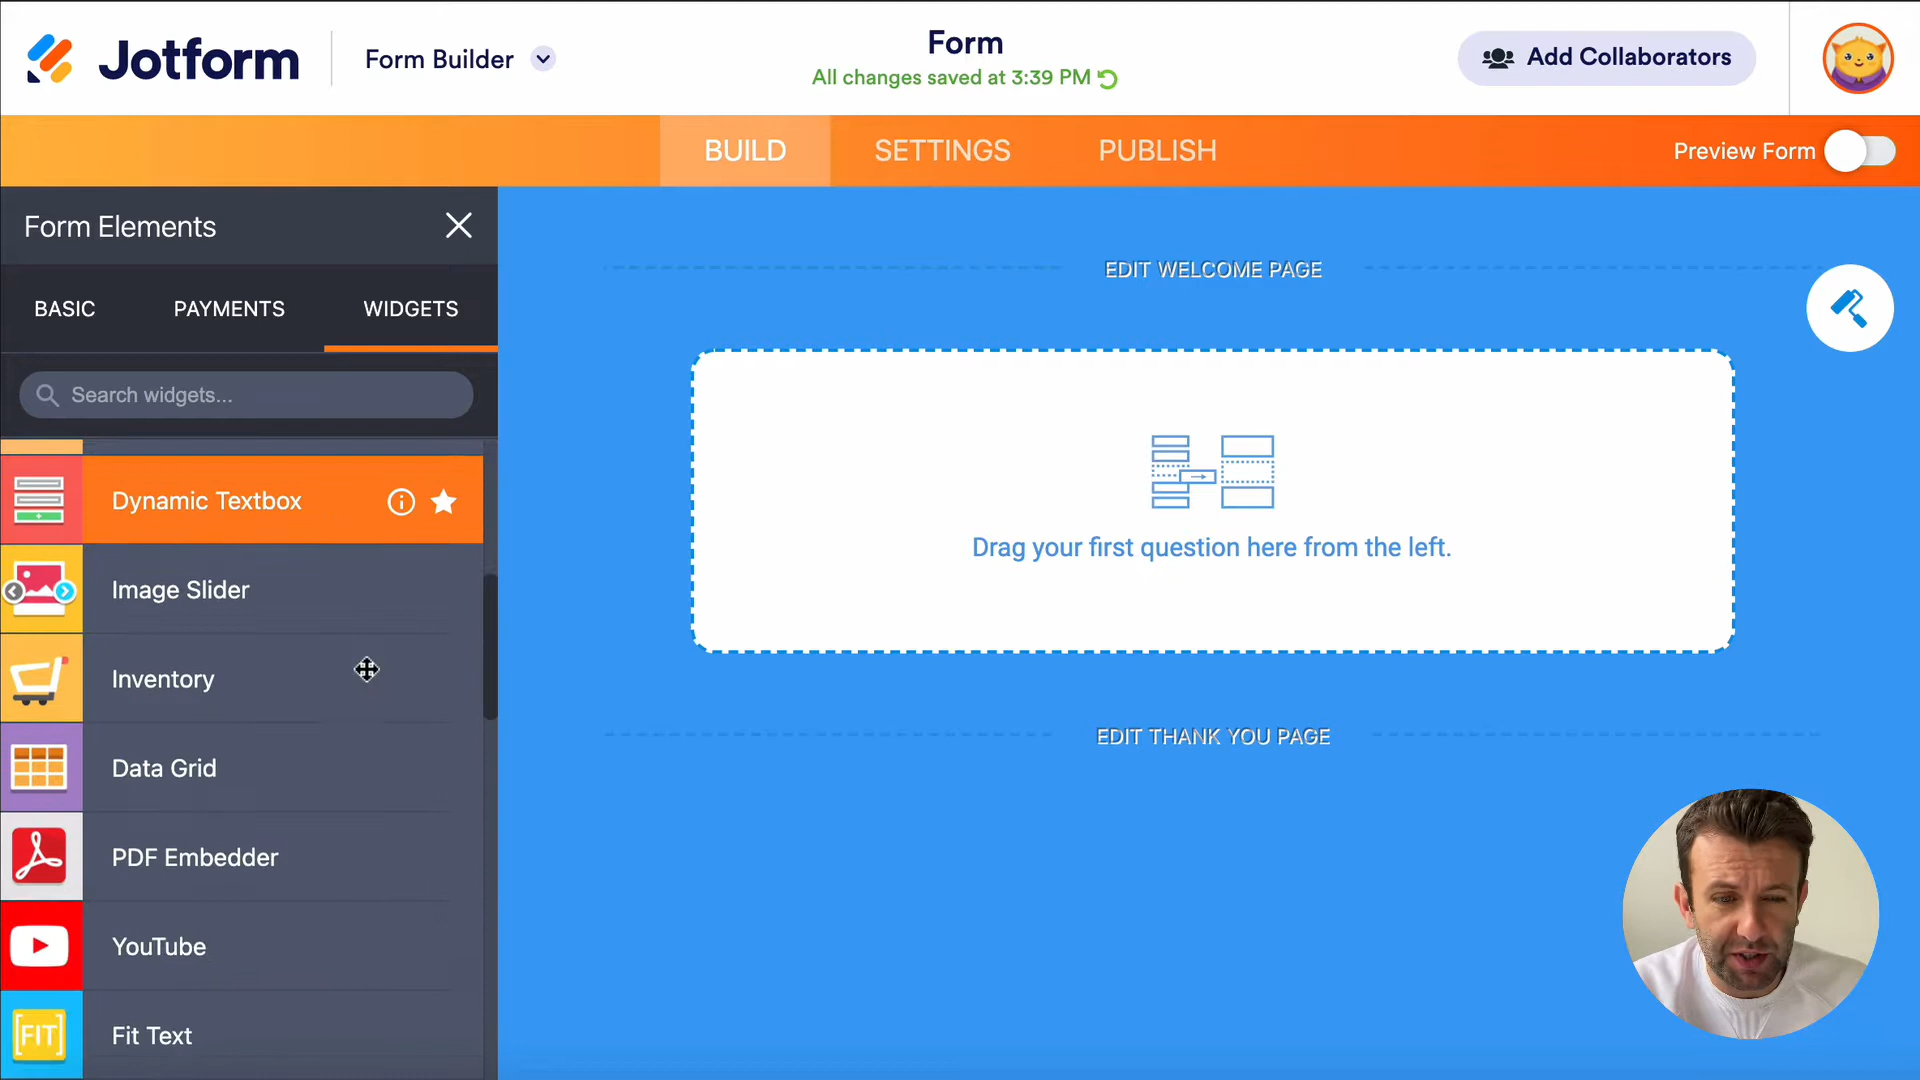 Jotform
Form Builder
Form
All changes saved at 3:39 PM
Add Collaborators
BUILD
SETTINGS
PUBLISH
Preview Form
Form Elements
BASIC
PAYMENTS
WIDGETS
Search widgets...
Dynamic Textbox
Image Slider
Inventory
Data Grid
PDF Embedder
YouTube
FIT
Fit Text
EDIT WELCOME PAGE
Drag your first question here from the left.
EDIT THANK YOU PAGE